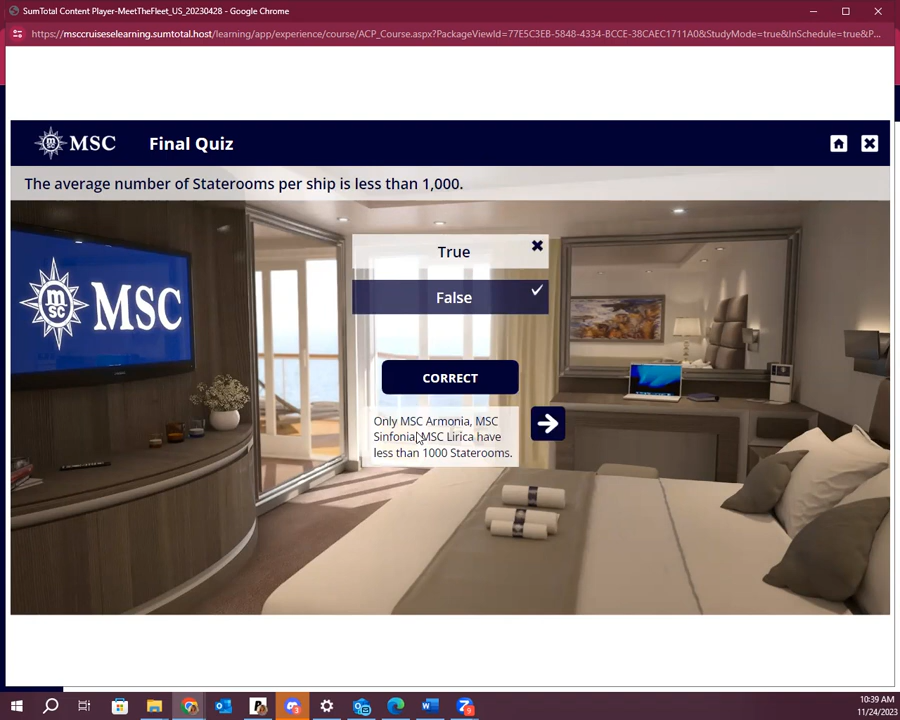 SumTotal Content Player-MeetTheFleet_US_20230428 - Google Chrome
https://msccruiseselearning.sumtotal.host/learning/app/experience/course/ACP_Course.aspx?PackageViewId=77E5C3EB-5848-4334-BCCE-38CAEC1711A0&StudyMode=true&InSchedule=true&P...
MSC Final Quiz
The average number of Staterooms per ship is less than 1,000.
True
False
MSC
CORRECT
Only MSC Armonia, MSC
Sinfonia, MSC Lirica have
less than 1000 Staterooms.
10:39 AM
11/24/2023